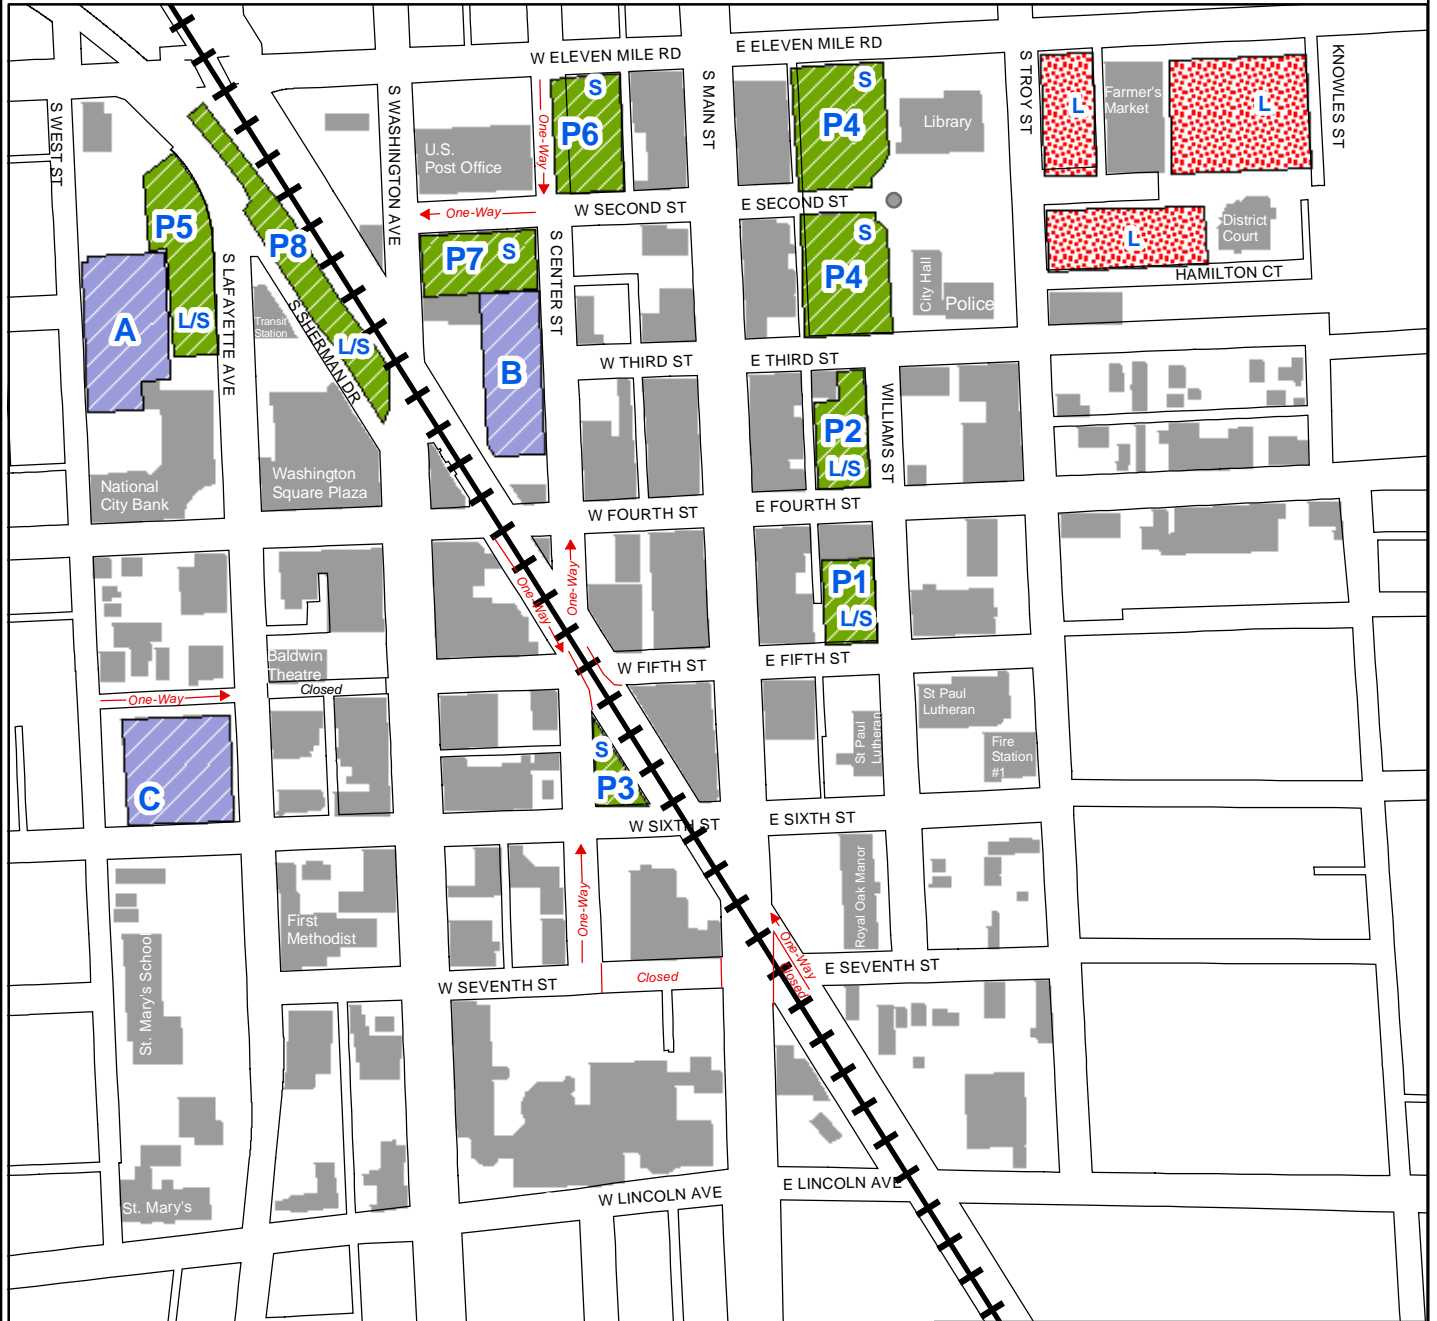 W ELEVEN MILE RD
E ELEVEN MILE RD
S TROY ST
KNOWLES ST
S MAIN ST
S WASHINGTON AVE
S WEST ST
One-Way
S
P6
S
P4
Library
L
Farmer's
Market
L
U.S.
Post Office
One-Way
W SECOND ST
E SECOND ST
P5
P8
P7
S
S CENTER ST
S
P4
City Hall
Police
L
District
Court
HAMILTON CT
A
L/S
S LAFAYETTE AVE
Transit
Station
S SHERMAN DR
L/S
B
W THIRD ST
E THIRD ST
P2
L/S
WILLIAMS ST
National
City Bank
Washington
Square Plaza
W FOURTH ST
E FOURTH ST
One-Way
One-Way
P1
L/S
Baldwin
Theatre
Closed
One-Way
W FIFTH ST
E FIFTH ST
St Paul
Lutheran
St Paul
Lutheran
Fire
Station
#1
C
S
P3
W SIXTH ST
E SIXTH ST
One-Way
Royal Oak Manor
First
Methodist
St. Mary's School
One-Way
Closed
Closed
W SEVENTH ST
E SEVENTH ST
St. Mary's
W LINCOLN AVE
E LINCOLN AVE